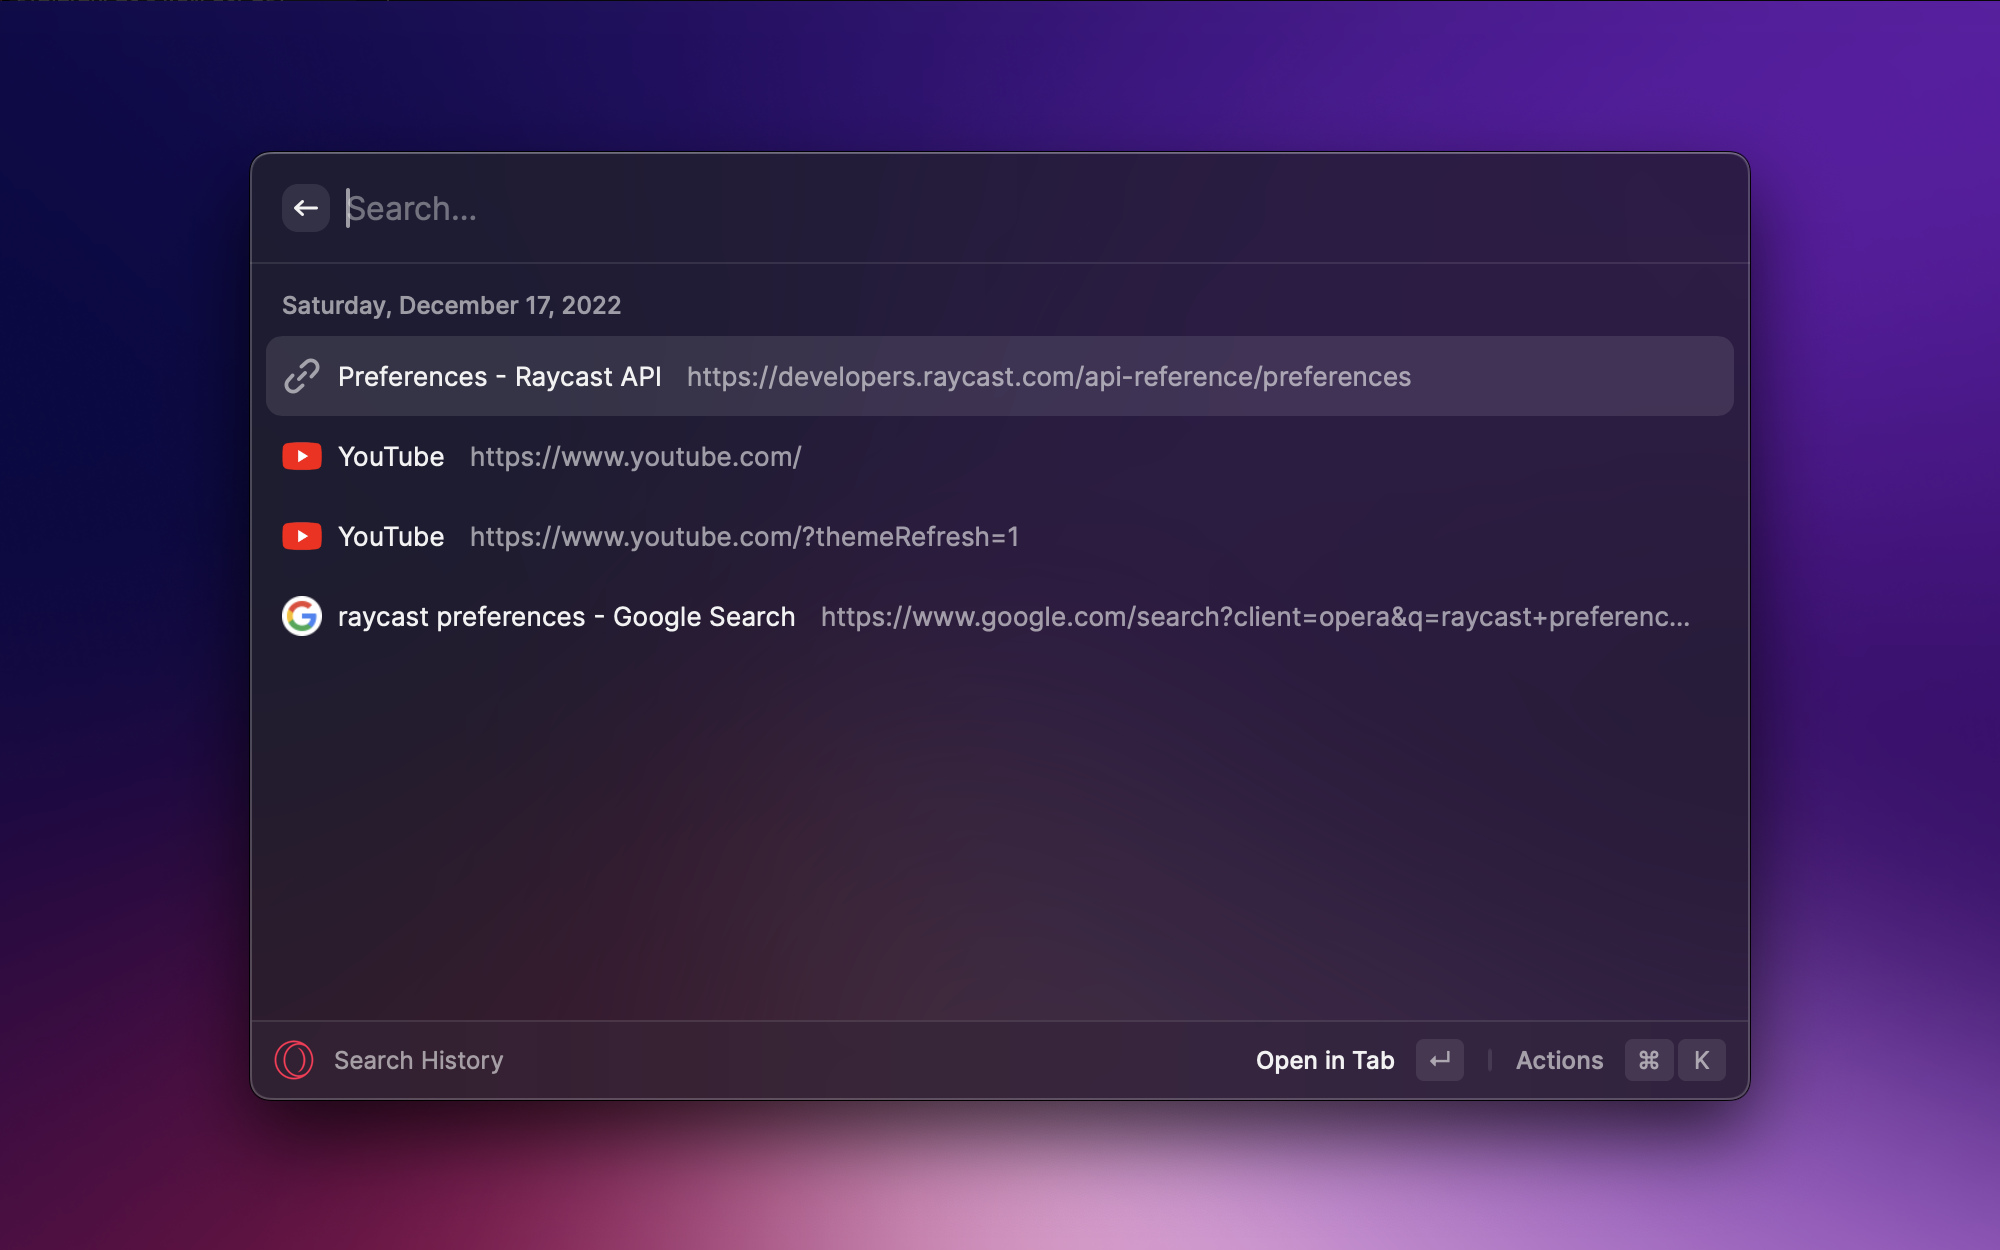 Search...
Saturday, December 17, 2022
Preferences - Raycast API https://developers.raycast.com/api-reference/preferences
YouTube https://www.youtube.com/
YouTube https://www.youtube.com/?themeRefresh=1
raycast preferences - Google Search https://www.google.com/search?client=opera&q=raycast+preferenc...
Search History Open in Tab ↵ | Actions ⌘ K